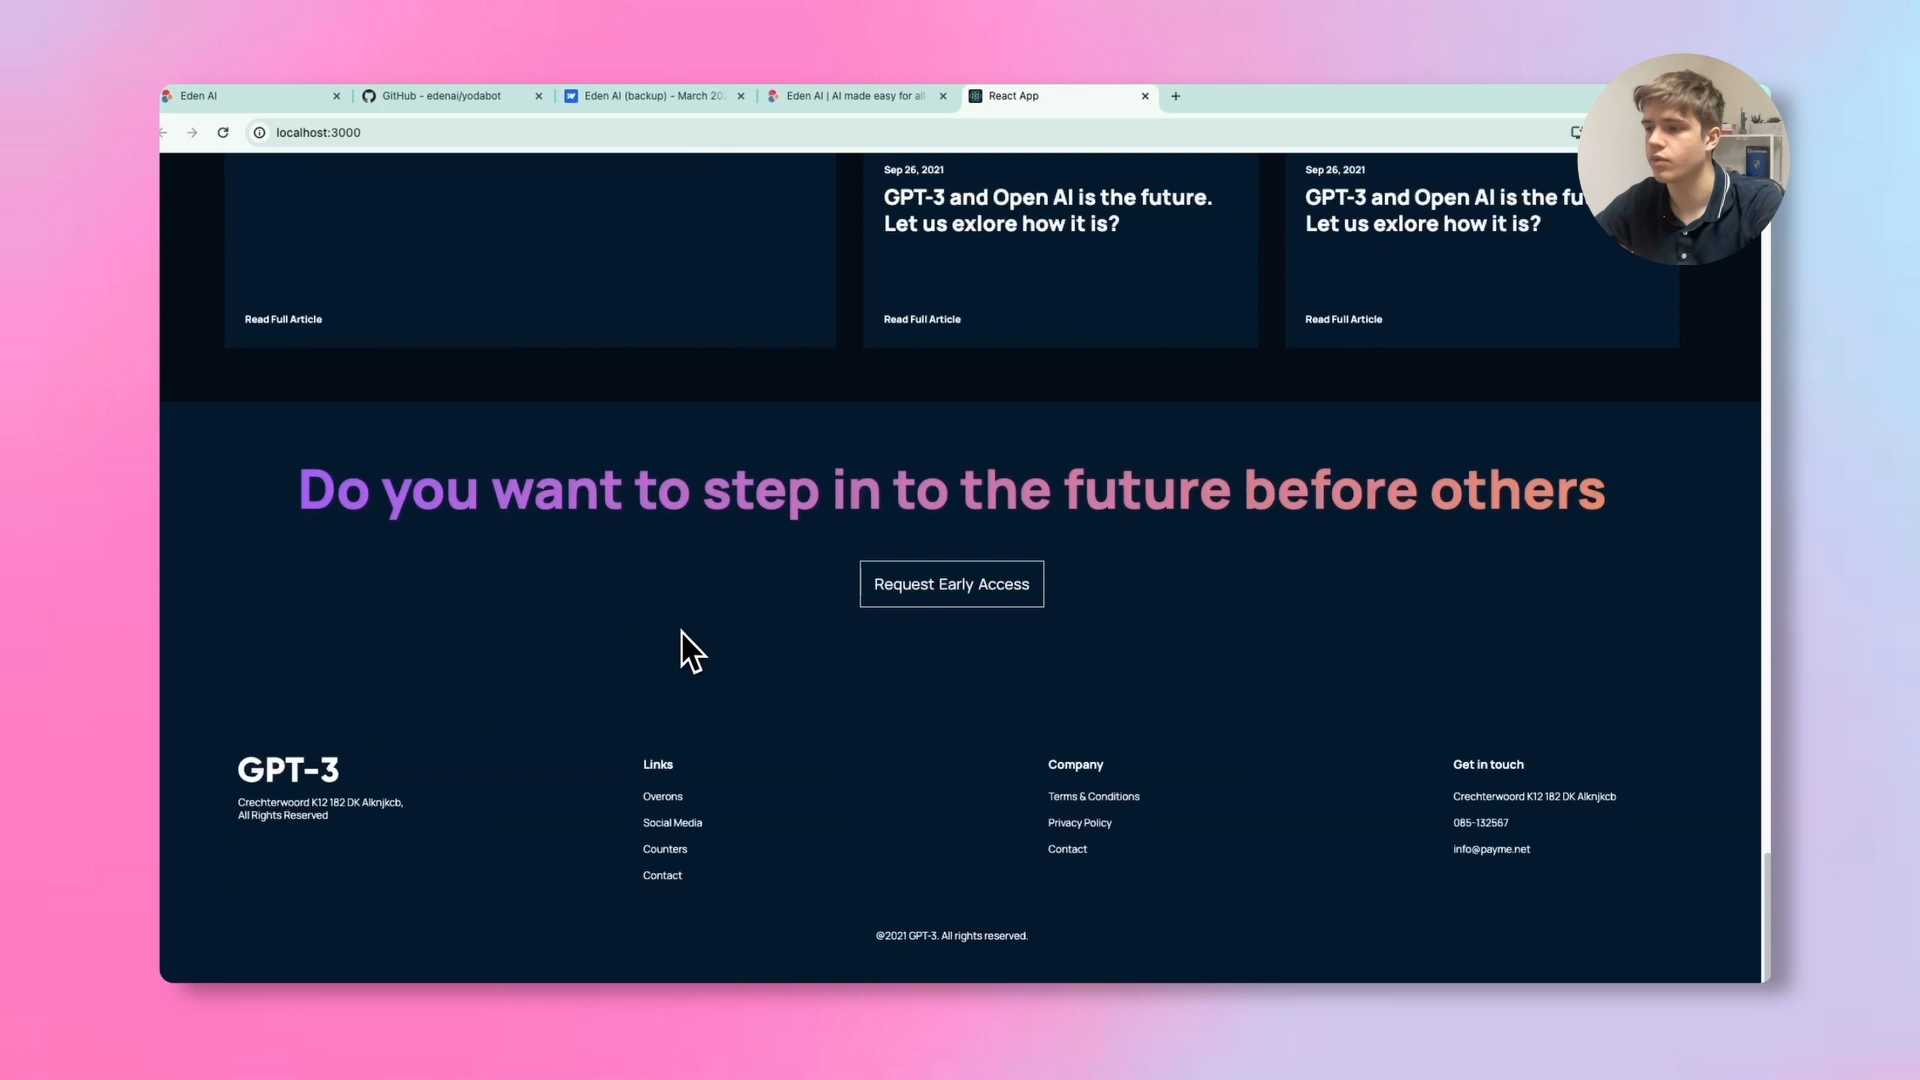 Eden AI
GitHub - edenai/yodabot
Eden AI (backup) - March 20
Eden AI | AI made easy for all
React App
localhost:3000
Sep 26, 2021
GPT-3 and Open AI is the future.
Let us exlore how it is?
Read Full Article
Sep 26, 2021
GPT-3 and Open AI is the fu
Let us exlore how it is?
Read Full Article
Read Full Article
Do you want to step in to the future before others
Request Early Access
GPT-3
Crechterwoord K12 182 DK Alknjkcb,
All Rights Reserved
Links
Overons
Social Media
Counters
Contact
Company
Terms & Conditions
Privacy Policy
Contact
Get in touch
Crechterwoord K12 182 DK Alknjkcb
085-132567
info@payme.net
@2021 GPT-3. All rights reserved.